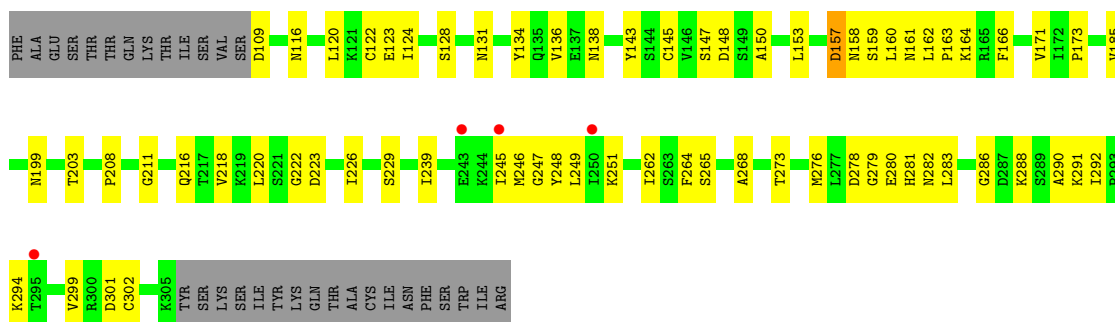 PHE ALA GLU SER THR THR GLN LYS THR ILE SER VAL SER D109 N116 L120 K121 C122 E123 I124 S128 N131 Y134 Q135 V136 E137 N138 Y143 S144 C145 V146 S147 D148 S149 A150 L153 D157 N158 S159 L160 N161 L162 P163 K164 R165 F166 V171 I172 P173
N199 T203 P208 G211 Q216 T217 V218 K219 L220 S221 G222 D223 I226 S229 I239 E243 K244 I245 M246 G247 Y248 L249 I250 K251 I262 S263 F264 S265 A268 T273 M276 L277 D278 G279 E280 H281 N282 L283 G286 D287 K288 S289 A290 K291 I292
K294 T295 V299 R300 D301 C302 K305 TYR SER LYS SER ILE TYR LYS GLN THR ALA CYS ILE ASN PHE SER TRP ILE ARG